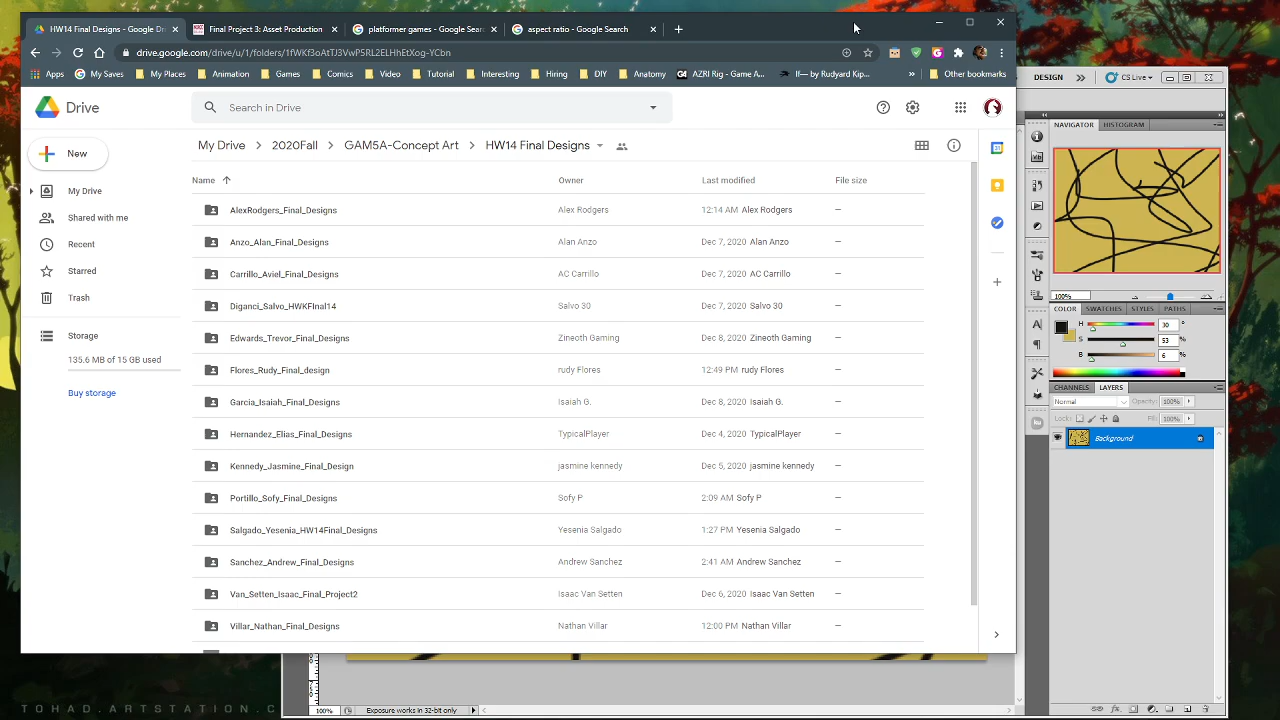 HW14 Final Designs - Google Dri
Final Project 3: Asset Production
platformer games - Google Sear
aspect ratio - Google Search
drive.google.com/drive/u/1/folders/1fWKf3oAtTJ3VwP5RL2ELHhEtXog-YCbn
Apps
My Saves
My Places
Animation
Games
Comics
Video
Tutorial
Interesting
Hiring
DIY
Anatomy
AZRI Rig - Game A...
If— by Rudyard Kip...
Other bookmarks
DESIGN
CS Live
Drive
Search in Drive
NAVIGATOR
HISTOGRAM
New
My Drive
2020Fall
GAM5A-Concept Art
HW14 Final Designs
31
My Drive
Shared with me
Recent
Starred
Trash
Storage
135.6 MB of 15 GB used
Buy storage
Name
Owner
Last modified
File size
AlexRodgers_Final_Designs Alex Rodgers 12:14 AM Alex Rodgers –
Anzo_Alan_Final_Designs Alan Anzo Dec 7, 2020 Alan Anzo –
Carrillo_Aviel_Final_Designs AC Carrillo Dec 7, 2020 AC Carrillo –
Diganci_Salvo_HWKFInal14 Salvo 30 Dec 7, 2020 Salvo 30 –
Edwards_Trevor_Final_Designs Zineoth Gaming Dec 8, 2020 Zineoth Gaming –
Flores_Rudy_Final_design rudy Flores 12:49 PM rudy Flores –
Garcia_Isaiah_Final_Designs Isaiah G. Dec 8, 2020 Isaiah G. –
Hernandez_Elias_Final_Designs TypicalPlayer Dec 4, 2020 TypicalPlayer –
Kennedy_Jasmine_Final_Design jasmine kennedy Dec 5, 2020 jasmine kennedy –
Portillo_Sofy_Final_Designs Sofy P 2:09 AM Sofy P –
Salgado_Yesenia_HW14Final_Designs Yesenia Salgado 1:27 PM Yesenia Salgado –
Sanchez_Andrew_Final_Designs Andrew Sanchez 2:41 AM Andrew Sanchez –
Van_Setten_Isaac_Final_Project2 Isaac Van Setten Dec 6, 2020 Isaac Van Setten –
Villar_Nathan_Final_Designs Nathan Villar 12:00 PM Nathan Villar –
100%
COLOR
SWATCHES
STYLES
PATHS
H 30 °
S 53 %
B 6 %
CHANNELS
LAYERS
Normal
Opacity: 100%
Lock:
Fill: 100%
Background
100%
Exposure works in 32-bit only
TOHAD.ARTSTATION.C